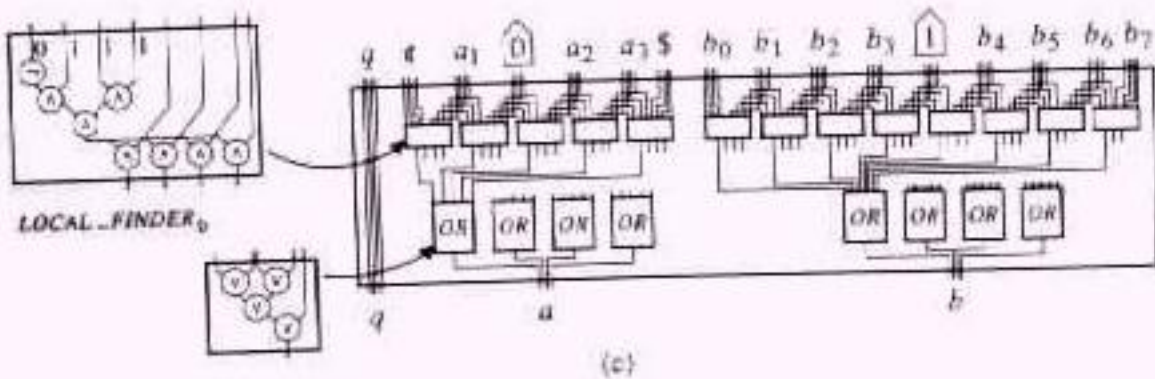 0 1 1 1
¬
∧ ∧
∧
∧ ∧ ∧ ∧
LOCAL_FINDER₀
∨ ∨
∨
∨
q ¢ a₁ 0 a₂ a₃ $ b₀ b₁ b₂ b₃ 1 b₄ b₅ b₆ b₇
OR OR OR OR OR OR OR OR
q a b
(c)